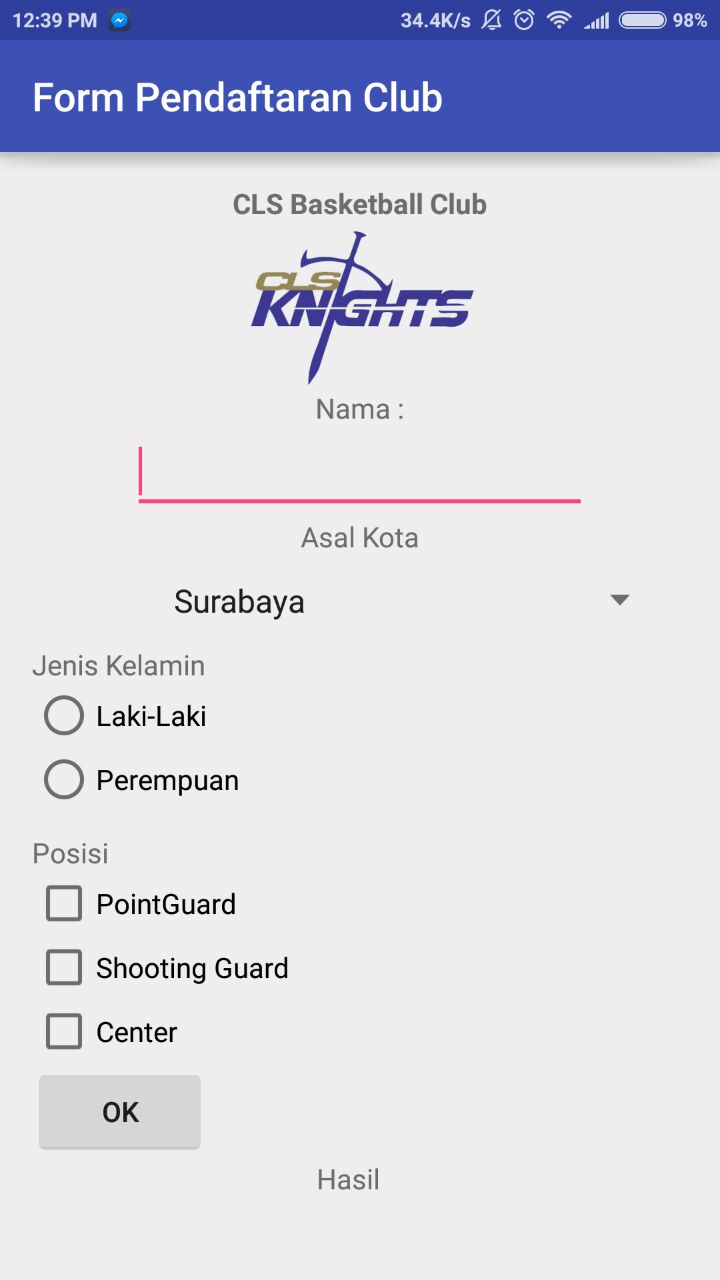 12:39 PM 34.4K/s 98%
Form Pendaftaran Club
CLS Basketball Club
CLS
KNIGHTS
Nama :
Asal Kota
Surabaya
Jenis Kelamin
Laki-Laki
Perempuan
Posisi
PointGuard
Shooting Guard
Center
OK
Hasil